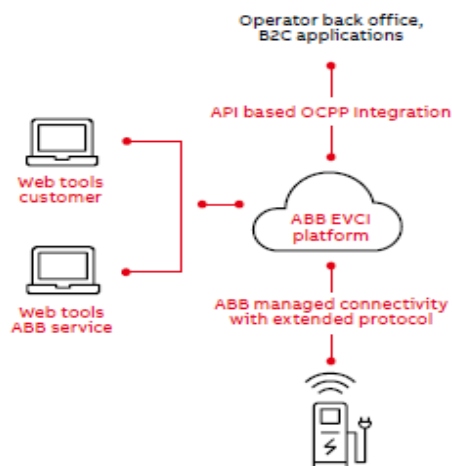 Operator back office,
B2C applications
API based OCPP Integration
Web tools
customer
ABB EVCI
platform
Web tools
ABB service
ABB managed connectivity
with extended protocol